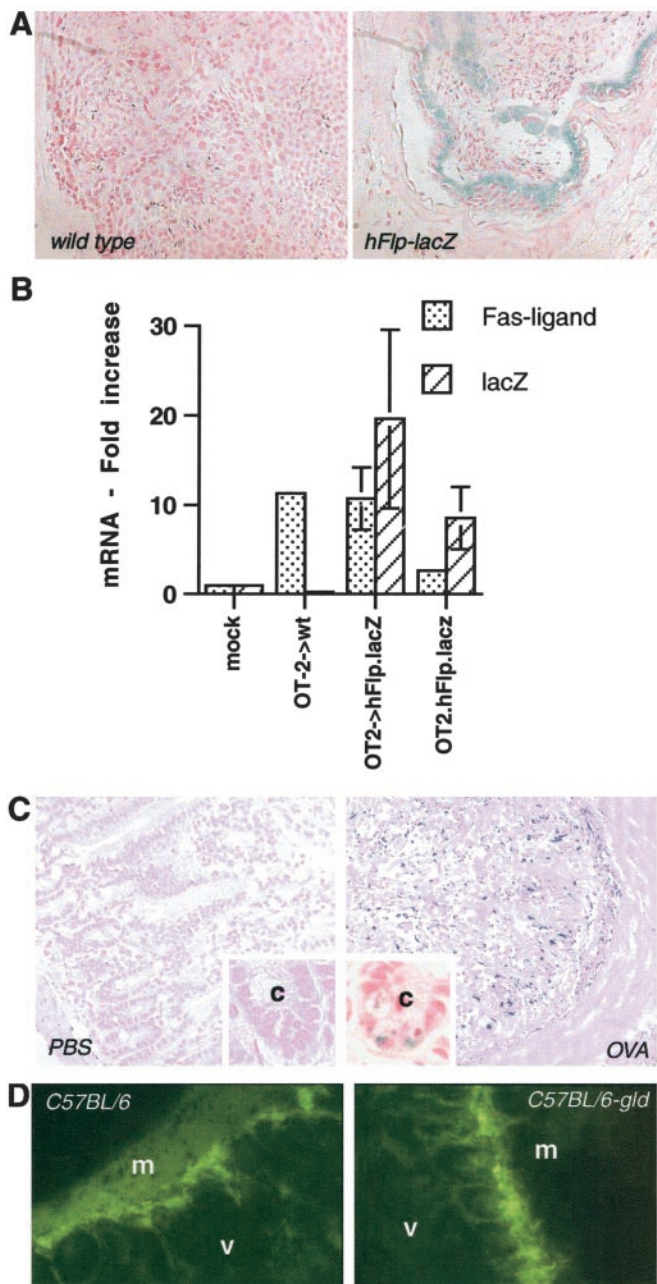 A
wild type
hFlp-lacZ
B
mRNA - Fold increase
30
20
10
0
Fas-ligand
lacZ
mock
OT-2->wt
OT2->hFlp.lacZ
OT2.hFlp.lacz
C
PBS
c
c
OVA
D
C57BL/6
m
v
C57BL/6-gld
m
v